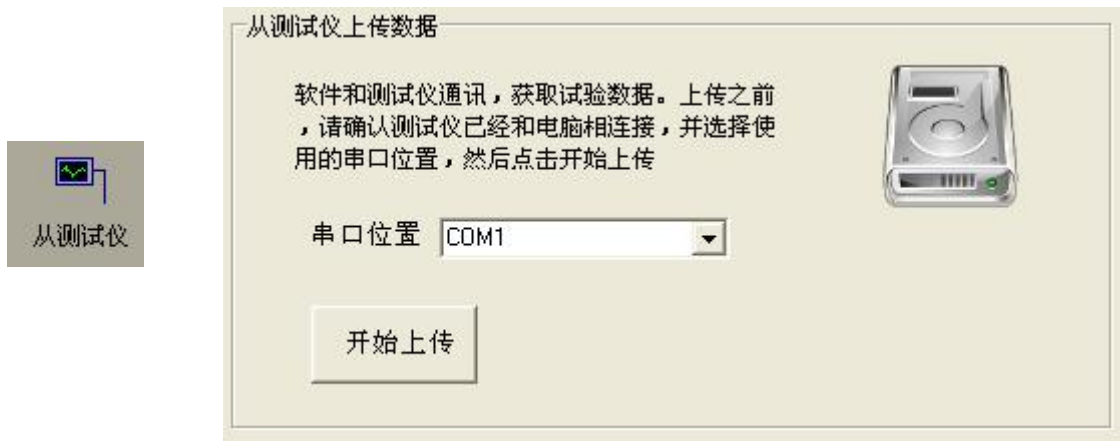 从测试仪上传数据
软件和测试仪通讯，获取试验数据。上传之前
，请确认测试仪已经和电脑相连接，并选择使
用的串口位置，然后点击开始上传
从测试仪
串口位置 COM1
开始上传